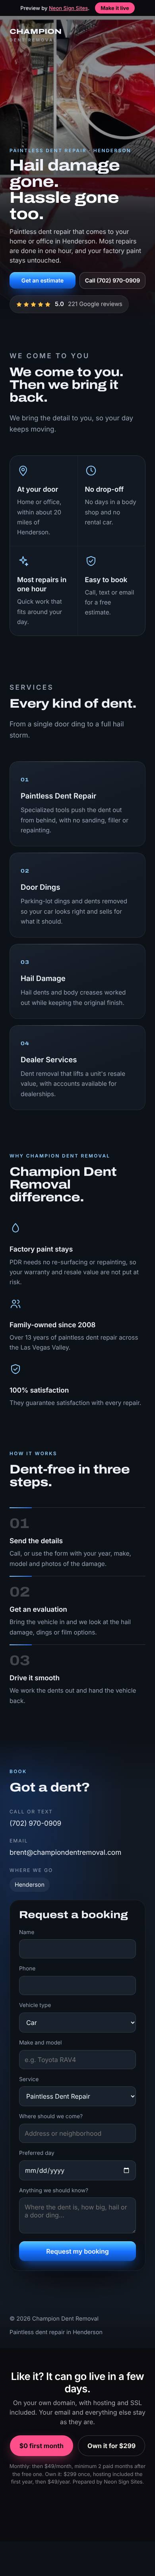 Preview by Neon Sign Sites. Make it live
CHAMPION
DENT REMOVAL
PAINTLESS DENT REPAIR · HENDERSON
Hail damage
gone.
Hassle gone
too.
Paintless dent repair that comes to your
home or office in Henderson. Most repairs
are done in one hour, and your factory paint
stays untouched.
Get an estimate
Call (702) 970-0909
★★★★★ 5.0 221 Google reviews
WE COME TO YOU
We come to you.
Then we bring it
back.
We bring the detail to you, so your day
keeps moving.
At your door
Home or office,
within about 20
miles of
Henderson.
No drop-off
No days in a body
shop and no
rental car.
Most repairs in
one hour
Quick work that
fits around your
day.
Easy to book
Call, text or email
for a free
estimate.
SERVICES
Every kind of dent.
From a single door ding to a full hail
storm.
01
Paintless Dent Repair
Specialized tools push the dent out
from behind, with no sanding, filler or
repainting.
02
Door Dings
Parking-lot dings and dents removed
so your car looks right and sells for
what it should.
03
Hail Damage
Hail dents and body creases worked
out while keeping the original finish.
04
Dealer Services
Dent removal that lifts a unit's resale
value, with accounts available for
dealerships.
WHY CHAMPION DENT REMOVAL
Champion Dent
Removal
difference.
Factory paint stays
PDR needs no re-surfacing or repainting, so
your warranty and resale value are not put at
risk.
Family-owned since 2008
Over 13 years of paintless dent repair across
the Las Vegas Valley.
100% satisfaction
They guarantee satisfaction with every repair.
HOW IT WORKS
Dent-free in three
steps.
01
Send the details
Call, or use the form with your year, make,
model and photos of the damage.
02
Get an evaluation
Bring the vehicle in and we look at the hail
damage, dings or film options.
03
Drive it smooth
We work the dents out and hand the vehicle
back.
BOOK
Got a dent?
CALL OR TEXT
(702) 970-0909
EMAIL
brent@championdentremoval.com
WHERE WE GO
Henderson
Request a booking
Name
Phone
Vehicle type
Car
Make and model
e.g. Toyota RAV4
Service
Paintless Dent Repair
Where should we come?
Address or neighborhood
Preferred day
mm/dd/yyyy
Anything we should know?
Where the dent is, how big, hail or
a door ding...
Request my booking
© 2026 Champion Dent Removal
Paintless dent repair in Henderson
Like it? It can go live in a few
days.
On your own domain, with hosting and SSL
included. Your email and everything else stay
as they are.
$0 first month
Own it for $299
Monthly: then $49/month, minimum 2 paid months after
the free one. Own it: $299 once, hosting included the
first year, then $49/year. Prepared by Neon Sign Sites.